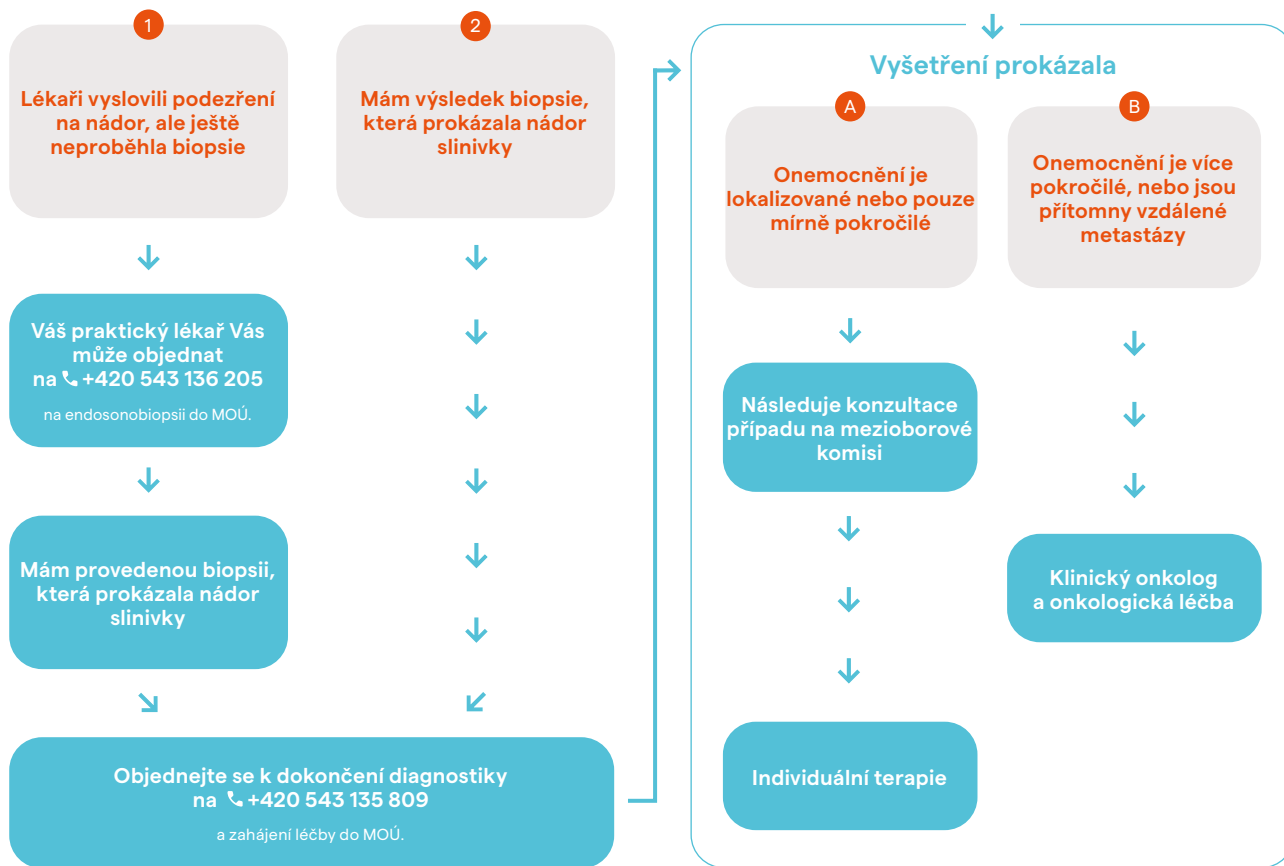 1
Lékaři vyslovili podezření
na nádor, ale ještě
neproběhla biopsie
Váš praktický lékař Vás
může objednat
na +420 543 136 205
na endosonobiopsii do MOÚ.
Mám provedenou biopsii,
která prokázala nádor
slinivky
2
Mám výsledek biopsie,
která prokázala nádor
slinivky
Objednejte se k dokončení diagnostiky
na +420 543 135 809
a zahájení léčby do MOÚ.
Vyšetření prokázala
A
Onemocnění je
lokalizované nebo pouze
mírně pokročilé
Následuje konzultace
případu na mezioborové
komisi
Individuální terapie
B
Onemocnění je více
pokročilé, nebo jsou
přítomny vzdálené
metastázy
Klinický onkolog
a onkologická léčba